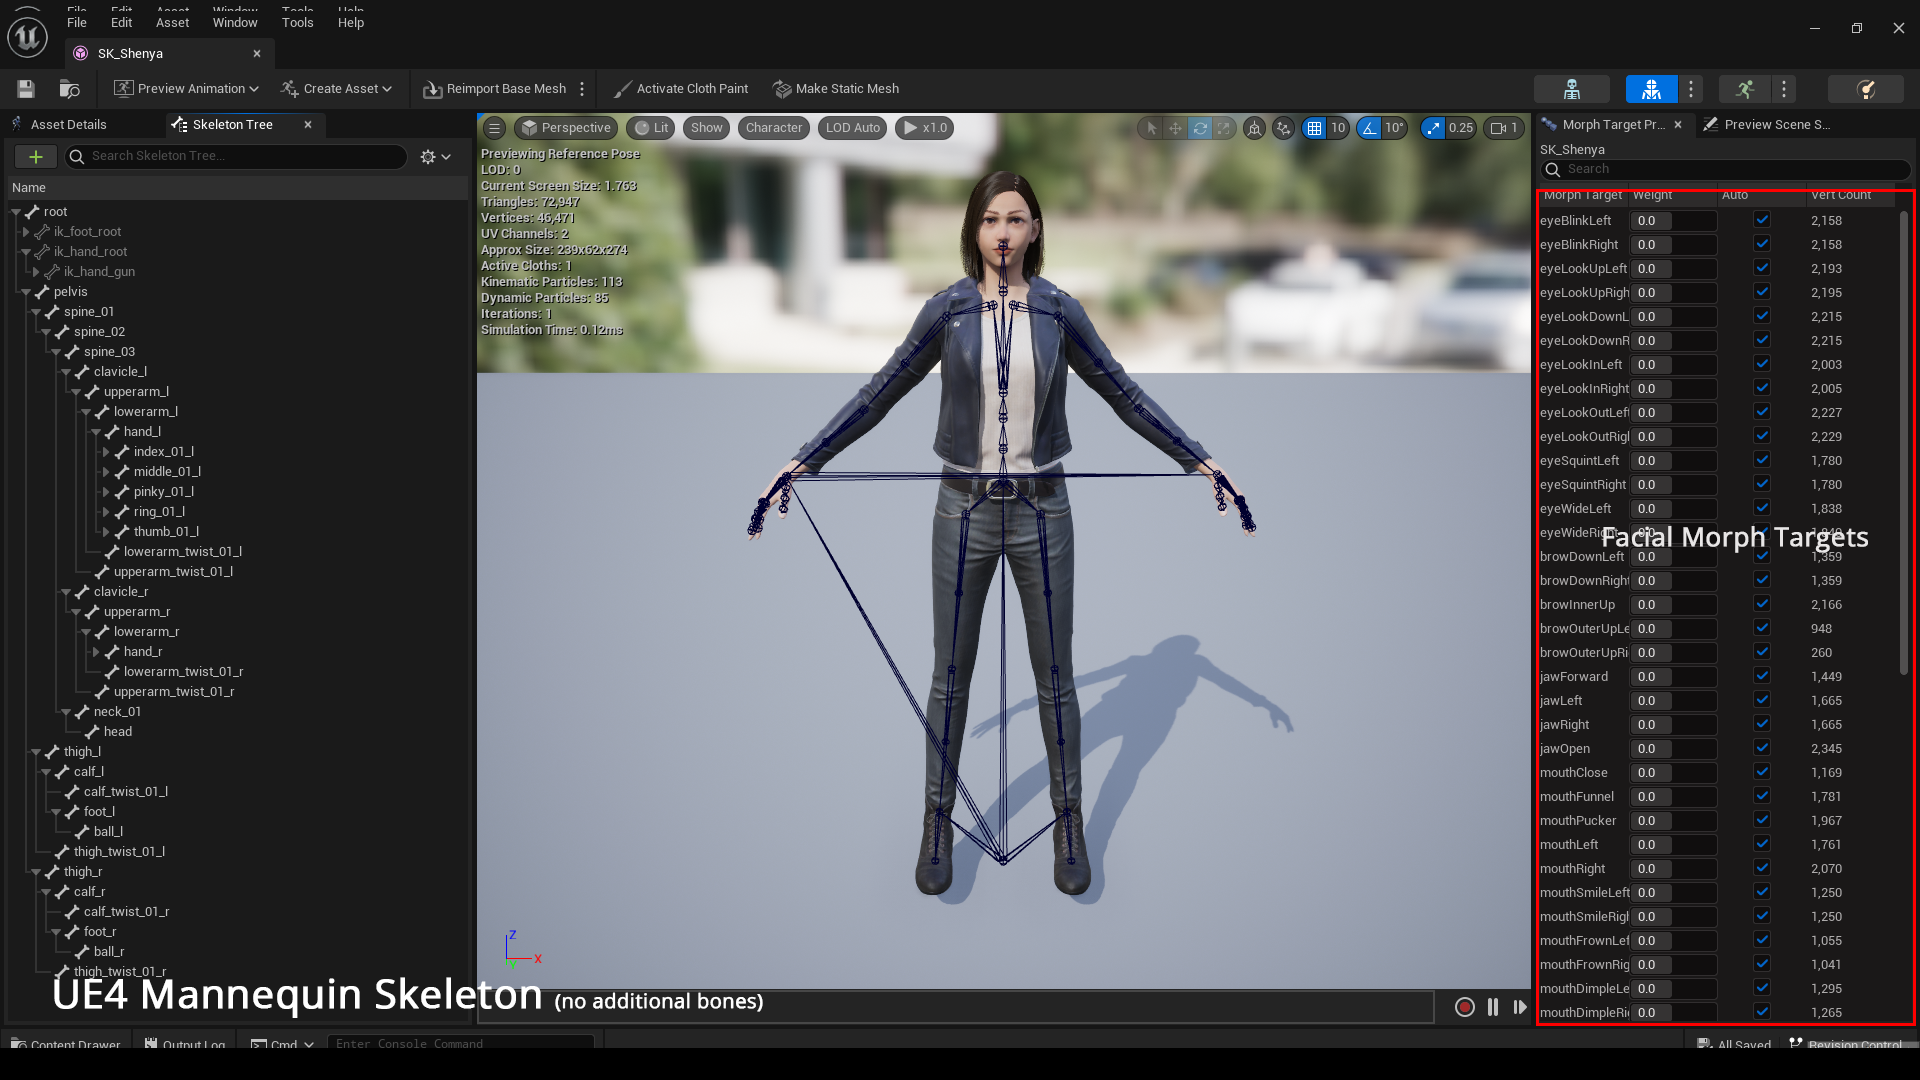 File Edit Asset Window Tools Help
File Edit Asset Window Tools Help
SK_Shenya
Preview Animation
Create Asset
Reimport Base Mesh
Activate Cloth Paint
Make Static Mesh
Asset Details
Skeleton Tree
Search Skeleton Tree...
Name
root
ik_foot_root
ik_hand_root
ik_hand_gun
pelvis
spine_01
spine_02
spine_03
clavicle_l
upperarm_l
lowerarm_l
hand_l
index_01_l
middle_01_l
pinky_01_l
ring_01_l
thumb_01_l
lowerarm_twist_01_l
upperarm_twist_01_l
clavicle_r
upperarm_r
lowerarm_r
hand_r
lowerarm_twist_01_r
upperarm_twist_01_r
neck_01
head
thigh_l
calf_l
calf_twist_01_l
foot_l
ball_l
thigh_twist_01_l
thigh_r
calf_r
calf_twist_01_r
foot_r
ball_r
thigh_twist_01_r
UE4 Mannequin Skeleton (no additional bones)
Perspective Lit Show Character LOD Auto x1.0 10 10° 0.25 1
Previewing Reference Pose
LOD: 0
Current Screen Size: 1.763
Triangles: 72,947
Vertices: 46,471
UV Channels: 2
Approx Size: 239x62x274
Active Cloths: 1
Kinematic Particles: 113
Dynamic Particles: 85
Iterations: 1
Simulation Time: 0.12ms
Z
X
Morph Target Pr...
Preview Scene S...
SK_Shenya
Search
Morph Target Weight Auto Vert Count
eyeBlinkLeft 0.0 2,158
eyeBlinkRight 0.0 2,158
eyeLookUpLeft 0.0 2,193
eyeLookUpRigh 0.0 2,195
eyeLookDownL 0.0 2,215
eyeLookDownR 0.0 2,215
eyeLookInLeft 0.0 2,003
eyeLookInRight 0.0 2,005
eyeLookOutLeft 0.0 2,227
eyeLookOutRigl 0.0 2,229
eyeSquintLeft 0.0 1,780
eyeSquintRight 0.0 1,780
eyeWideLeft 0.0 1,838
eyeWideRight
Facial Morph Targets
browDownLeft 0.0 1,359
browDownRight 0.0 1,359
browInnerUp 0.0 2,166
browOuterUpLe 0.0 948
browOuterUpRi 0.0 260
jawForward 0.0 1,449
jawLeft 0.0 1,665
jawRight 0.0 1,665
jawOpen 0.0 2,345
mouthClose 0.0 1,169
mouthFunnel 0.0 1,781
mouthPucker 0.0 1,967
mouthLeft 0.0 1,761
mouthRight 0.0 2,070
mouthSmileLeft 0.0 1,250
mouthSmileRigh 0.0 1,250
mouthFrownLef 0.0 1,055
mouthFrownRig 0.0 1,041
mouthDimpleLe 0.0 1,295
mouthDimpleRi 0.0 1,265
Content Drawer Output Log Cmd Enter Console Command All Saved Revision Control